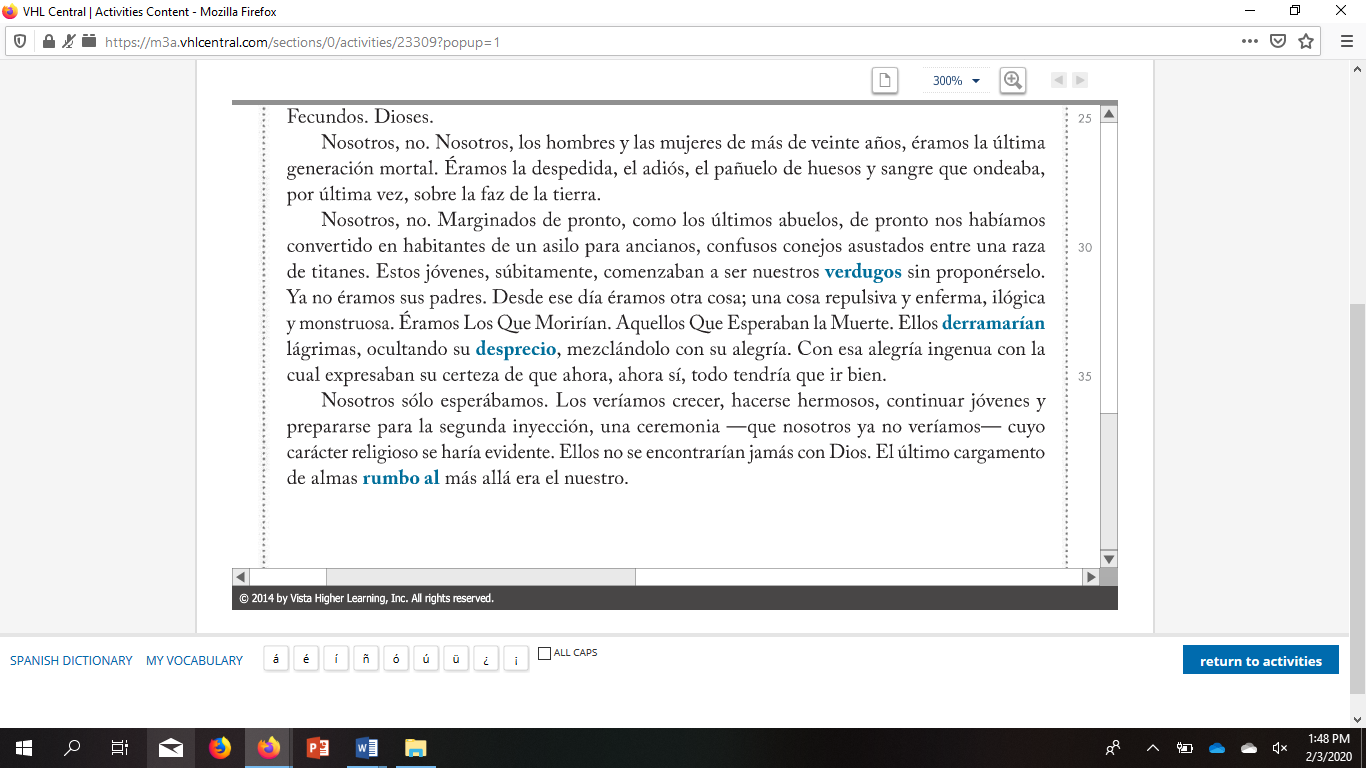 VHL Central | Activities Content - Mozilla Firefox
https://m3a.vhlcentral.com/sections/0/activities/23309?popup=1
300%
Fecundos. Dioses.
25
Nosotros, no. Nosotros, los hombres y las mujeres de más de veinte años, éramos la última
generación mortal. Éramos la despedida, el adiós, el pañuelo de huesos y sangre que ondeaba,
por última vez, sobre la faz de la tierra.
Nosotros, no. Marginados de pronto, como los últimos abuelos, de pronto nos habíamos
convertido en habitantes de un asilo para ancianos, confusos conejos asustados entre una raza
30
de titanes. Estos jóvenes, súbitamente, comenzaban a ser nuestros verdugos sin proponérselo.
Ya no éramos sus padres. Desde ese día éramos otra cosa; una cosa repulsiva y enferma, ilógica
y monstruosa. Éramos Los Que Morirían. Aquellos Que Esperaban la Muerte. Ellos derramarían
lágrimas, ocultando su desprecio, mezclándolo con su alegría. Con esa alegría ingenua con la
cual expresaban su certeza de que ahora, ahora sí, todo tendría que ir bien.
35
Nosotros sólo esperábamos. Los veríamos crecer, hacerse hermosos, continuar jóvenes y
prepararse para la segunda inyección, una ceremonia —que nosotros ya no veríamos— cuyo
carácter religioso se haría evidente. Ellos no se encontrarían jamás con Dios. El último cargamento
de almas rumbo al más allá era el nuestro.
© 2014 by Vista Higher Learning, Inc. All rights reserved.
SPANISH DICTIONARY MY VOCABULARY á é í ñ ó ú ü ¿ ¡ ALL CAPS
return to activities
1:48 PM
2/3/2020